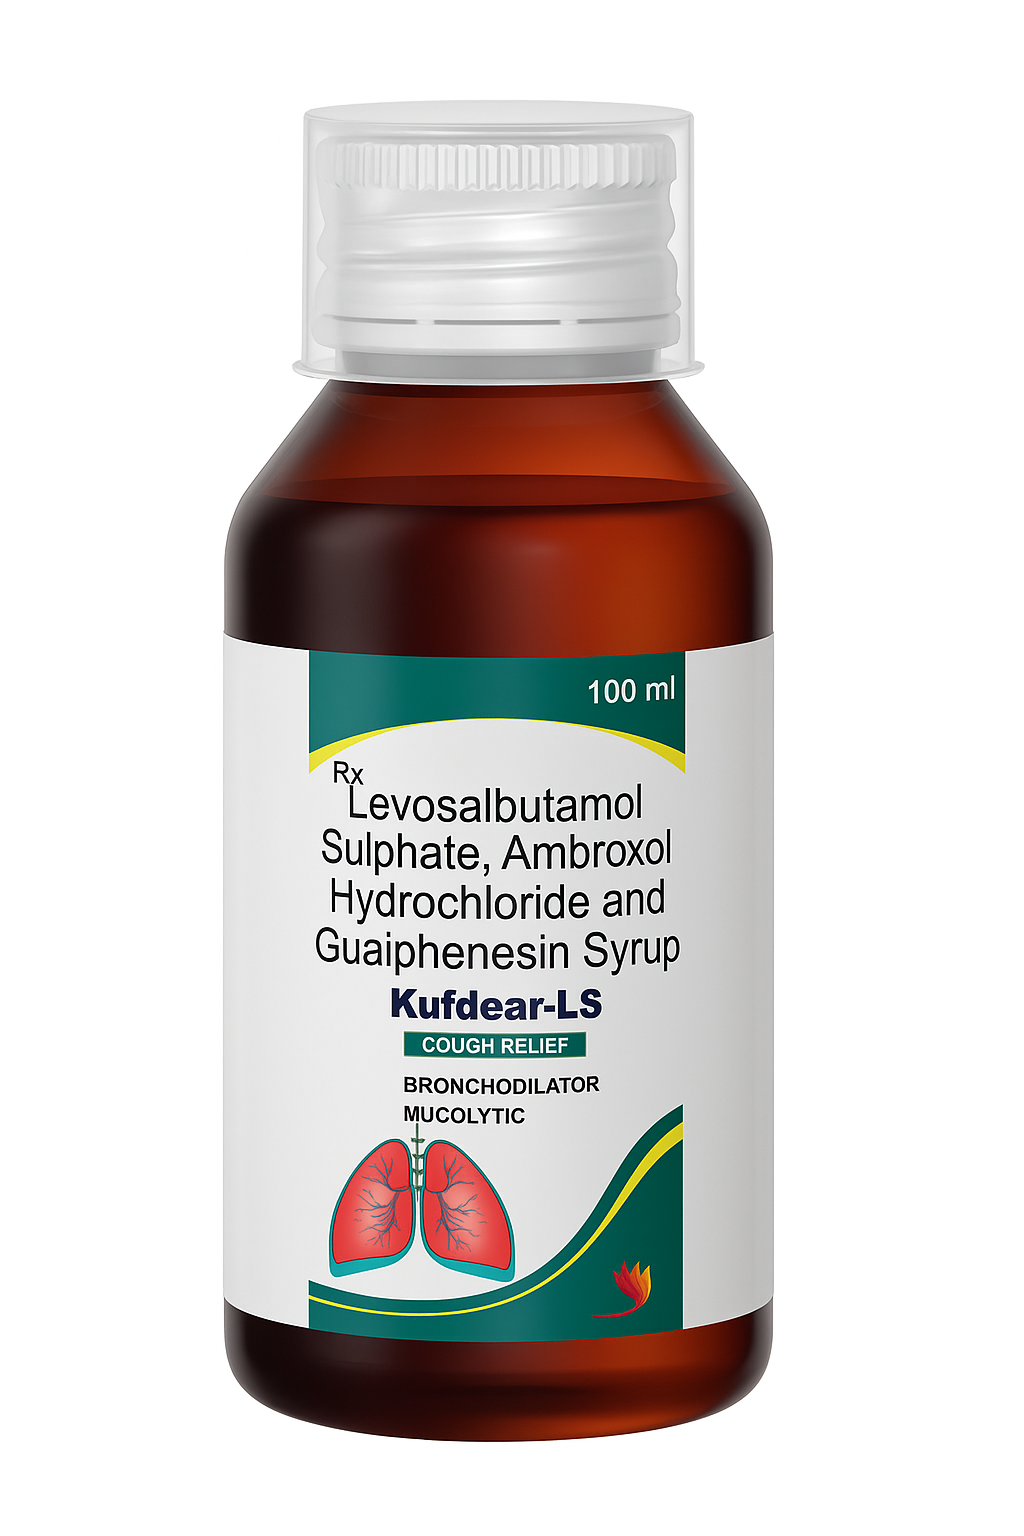 100 ml
Rx
Levosalbutamol
Sulphate, Ambroxol
Hydrochloride and
Guaiphenesin Syrup
Kufdear-LS
COUGH RELIEF
BRONCHODILATOR
MUCOLYTIC